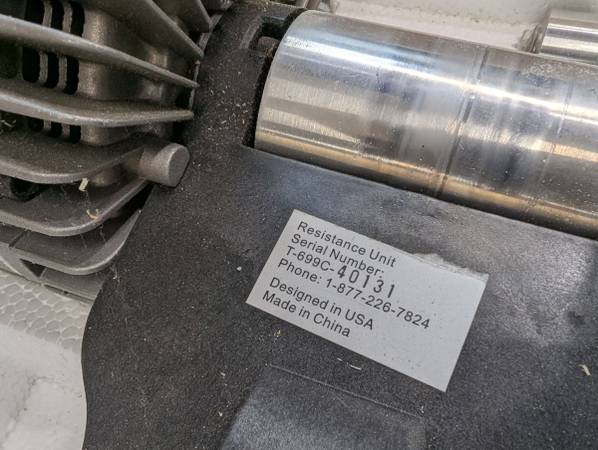 Resistance Unit
Serial Number:
T-699C-40131
Phone: 1-877-226-7824
Designed in USA
Made in China